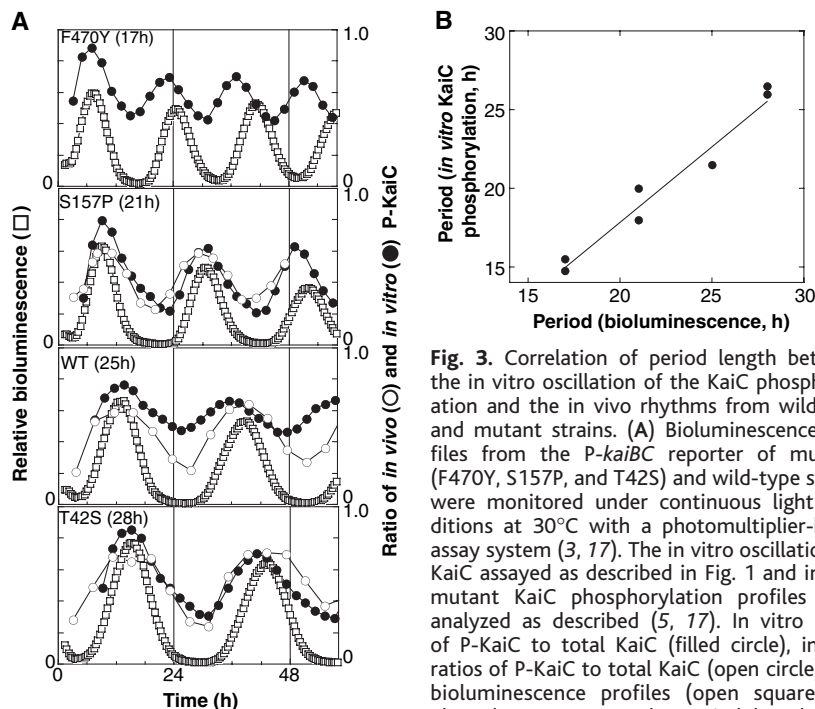 A
F470Y (17h)
1.0
0
0
S157P (21h)
1.0
0
0
WT (25h)
1.0
0
0
T42S (28h)
1.0
0
0
0
24
48
Time (h)
Relative bioluminescence (□)
Ratio of in vivo (○) and in vitro (●) P-KaiC
B
30
25
20
15
15
20
25
30
Period (in vitro KaiC
phosphorylation, h)
Period (bioluminescence, h)
Fig. 3. Correlation of period length bet
the in vitro oscillation of the KaiC phosph
ation and the in vivo rhythms from wild
and mutant strains. (A) Bioluminescence
files from the P-kaiBC reporter of mu
(F470Y, S157P, and T42S) and wild-type s
were monitored under continuous light
ditions at 30°C with a photomultiplier-
assay system (3, 17). The in vitro oscillatio
KaiC assayed as described in Fig. 1 and in
mutant KaiC phosphorylation profiles
analyzed as described (5, 17). In vitro
of P-KaiC to total KaiC (filled circle), in
ratios of P-KaiC to total KaiC (open circle
bioluminescence profiles (open square